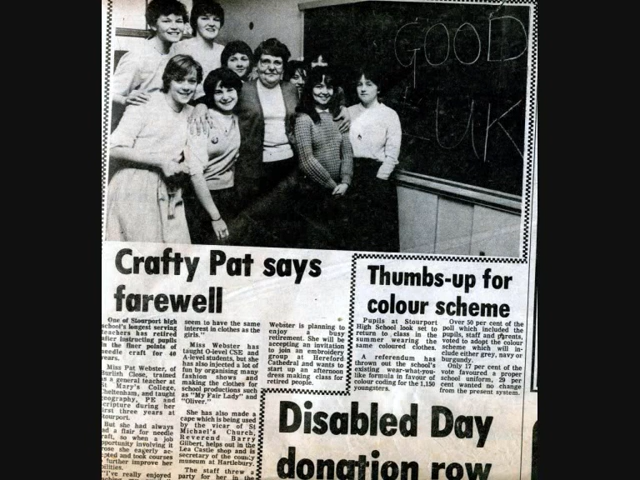 GOOD
LUK
Crafty Pat says
farewell
One of Stourport high
school's longest serving
teachers has retired
after instructing pupils
in the finer points of
needle craft for 40
years.
Miss Pat Webster, of
Burlish Close, trained
as a general teacher at
St Mary's College,
Cheltenham, and taught
geography, PE and
scripture during her
first three years at
Stourport.
But she had always
had a flair for needle
craft, so when a job
opportunity involving it
rose she eagerly
accepted and took courses
to further improve her
abilities.
"I've really enjoyed
seem to have the same
interest in clothes as the
girls."
Miss Webster has
taught O-level CSE and
A-level students, but she
has also injected a lot of
fun by organising many
fashion shows and
making the clothes for
school productions such
as "My Fair Lady" and
"Oliver."
She has also made a
cape which is being used
by the vicar of St
Michael's Church,
Reverend Barry
Gilbert, helps out in the
Lea Castle shop and is
secretary of the county
museum at Hartlebury.
The staff threw a
party for her in the
Webster is planning to
enjoy a busy
retirement. She will be
accepting an invitation
to join an embroidery
group at Hereford
Cathedral and wants to
start up an afternoon
dress making class for
retired people.
Thumbs-up for
colour scheme
Pupils at Stourport
High School look set to
return to class in the
summer wearing the
same coloured clothes.
A referendum has
thrown out the school's
existing wear-what-you-
like formula in favour of
colour coding for the 1,150
youngsters.
Over 50 per cent of the
poll which included the
pupils, staff and parents,
voted to adopt the colour
scheme which will in-
clude either grey, navy or
burgundy.
Only 17 per cent of the
vote favoured a proper
school uniform, 29 per
cent wanted no change
from the present system.
Disabled Day
donation row